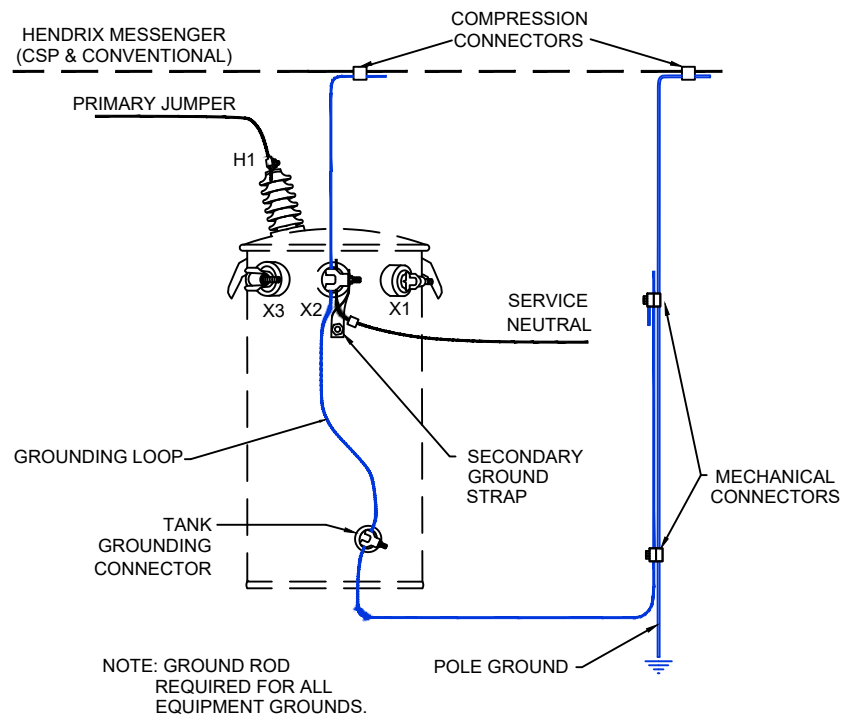 COMPRESSION
CONNECTORS
HENDRIX MESSENGER
(CSP & CONVENTIONAL)
PRIMARY JUMPER
H1
X3
X2
X1
SERVICE
NEUTRAL
GROUNDING LOOP
SECONDARY
GROUND
STRAP
MECHANICAL
CONNECTORS
TANK
GROUNDING
CONNECTOR
POLE GROUND
NOTE: GROUND ROD
REQUIRED FOR ALL
EQUIPMENT GROUNDS.